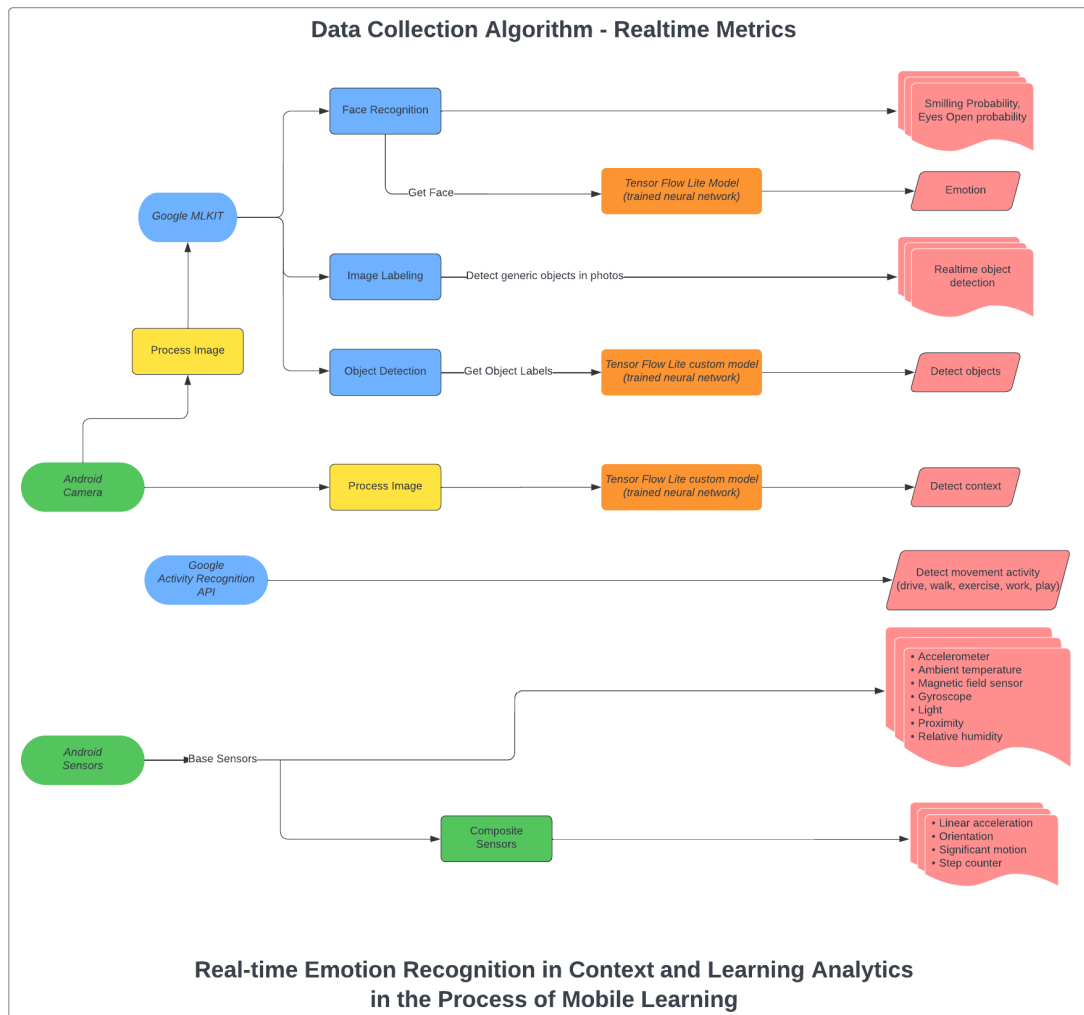 Data Collection Algorithm - Realtime Metrics
Face Recognition
Smilling Probability,
Eyes Open probability
Get Face
Tensor Flow Lite Model
(trained neural network)
Emotion
Google MLKIT
Image Labeling
Detect generic objects in photos
Realtime object
detection
Process Image
Object Detection
Get Object Labels
Tensor Flow Lite custom model
(trained neural network)
Detect objects
Android
Camera
Process Image
Tensor Flow Lite custom model
(trained neural network)
Detect context
Google
Activity Recognition
API
Detect movement activity
(drive, walk, exercise, work, play)
• Accelerometer
• Ambient temperature
• Magnetic field sensor
• Gyroscope
• Light
• Proximity
• Relative humidity
Android
Sensors
Base Sensors
Composite
Sensors
• Linear acceleration
• Orientation
• Significant motion
• Step counter
Real-time Emotion Recognition in Context and Learning Analytics
in the Process of Mobile Learning